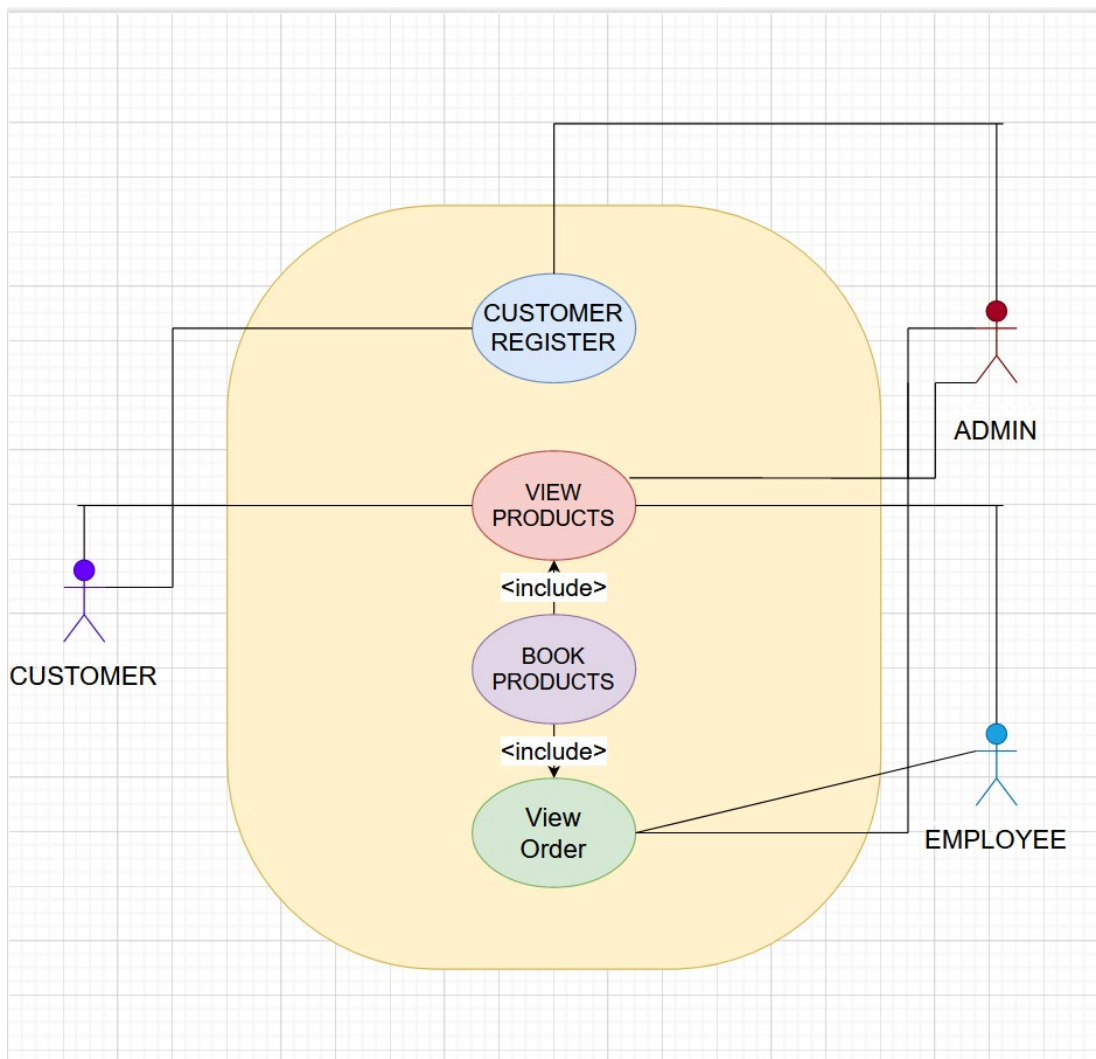 CUSTOMER
REGISTER
ADMIN
VIEW
PRODUCTS
<include>
CUSTOMER
BOOK
PRODUCTS
<include>
View
Order
EMPLOYEE